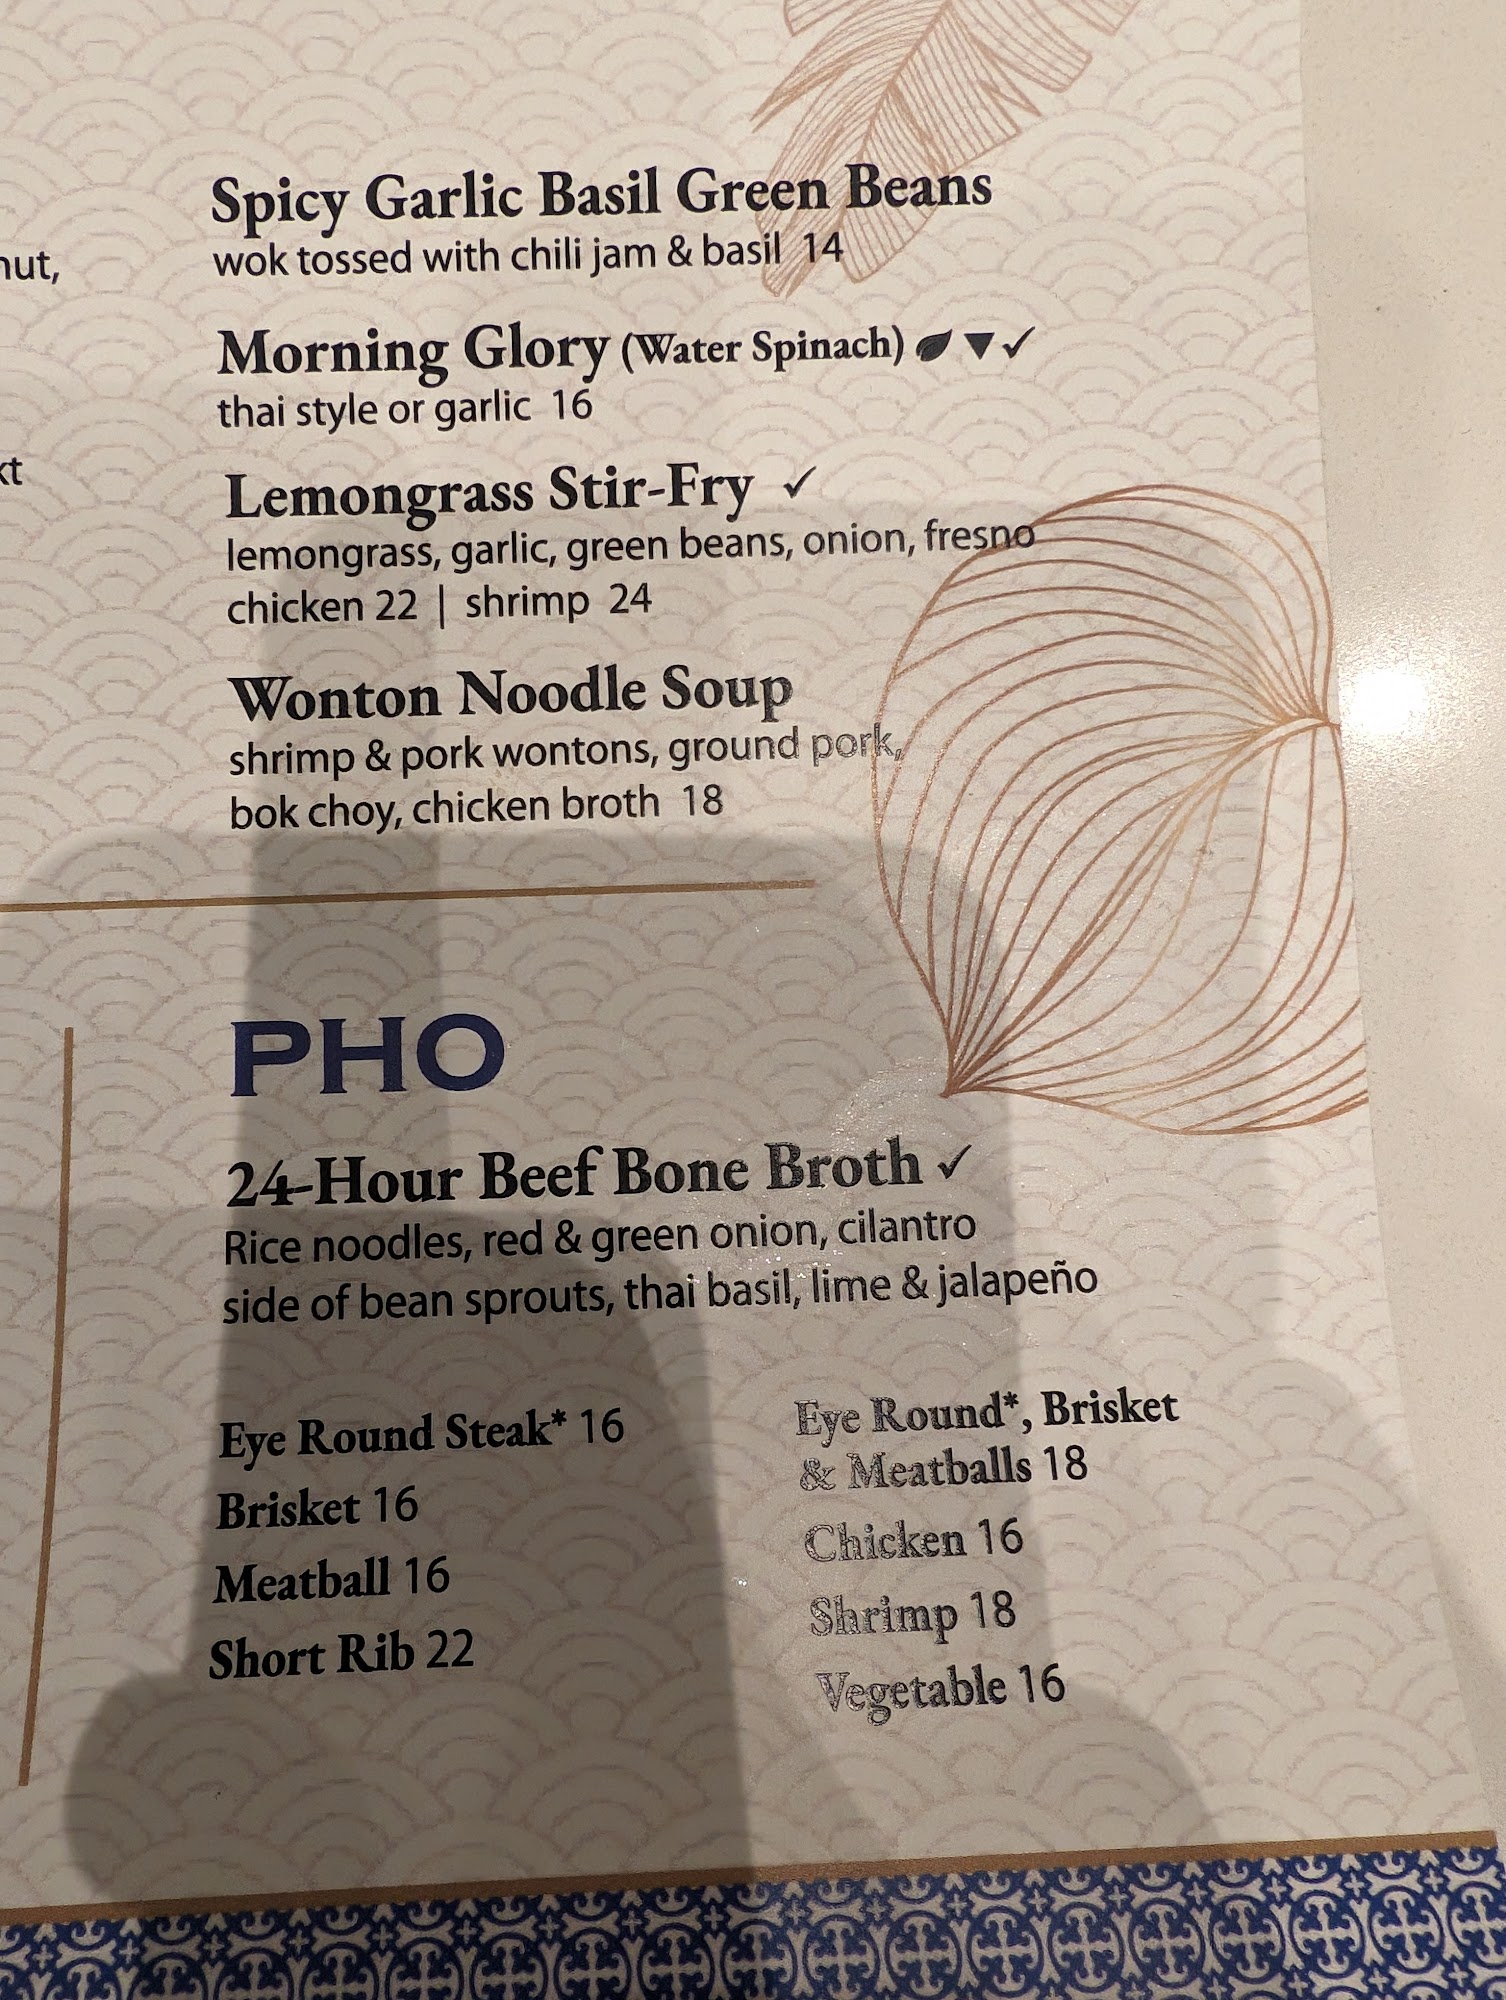 nut,
kt
Spicy Garlic Basil Green Beans
wok tossed with chili jam & basil 14
Morning Glory (Water Spinach) ✓
thai style or garlic 16
Lemongrass Stir-Fry ✓
lemongrass, garlic, green beans, onion, fresno
chicken 22 | shrimp 24
Wonton Noodle Soup
shrimp & pork wontons, ground pork,
bok choy, chicken broth 18
PHO
24-Hour Beef Bone Broth ✓
Rice noodles, red & green onion, cilantro
side of bean sprouts, thai basil, lime & jalapeño
Eye Round Steak* 16
Brisket 16
Meatball 16
Short Rib 22
Eye Round*, Brisket
& Meatballs 18
Chicken 16
Shrimp 18
Vegetable 16